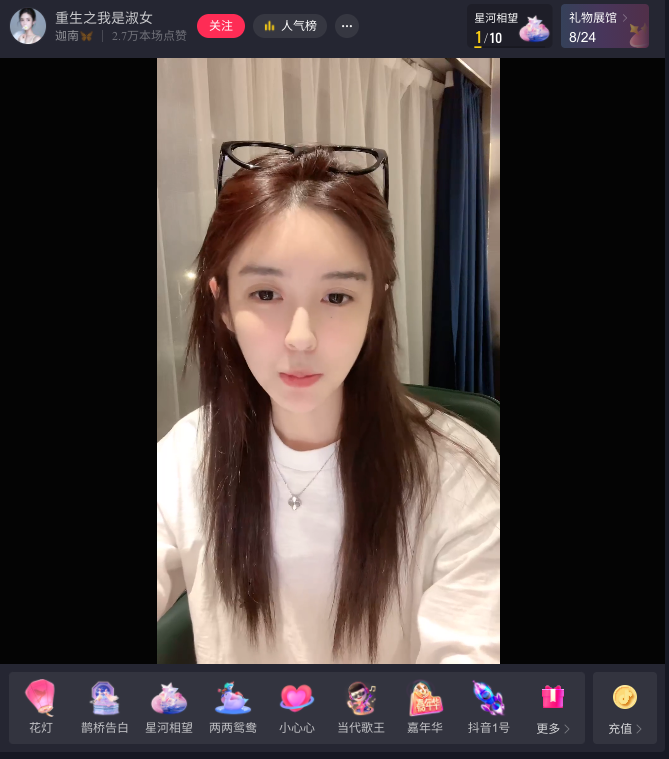 重生之我是淑女
迦南 | 2.7万本场点赞
关注
人气榜
星河相望
1/10
礼物展馆
8/24
花灯
鹊桥告白
星河相望
两两鸳鸯
小心心
当代歌王
嘉年华
嘉年华
抖音1号
更多
充值